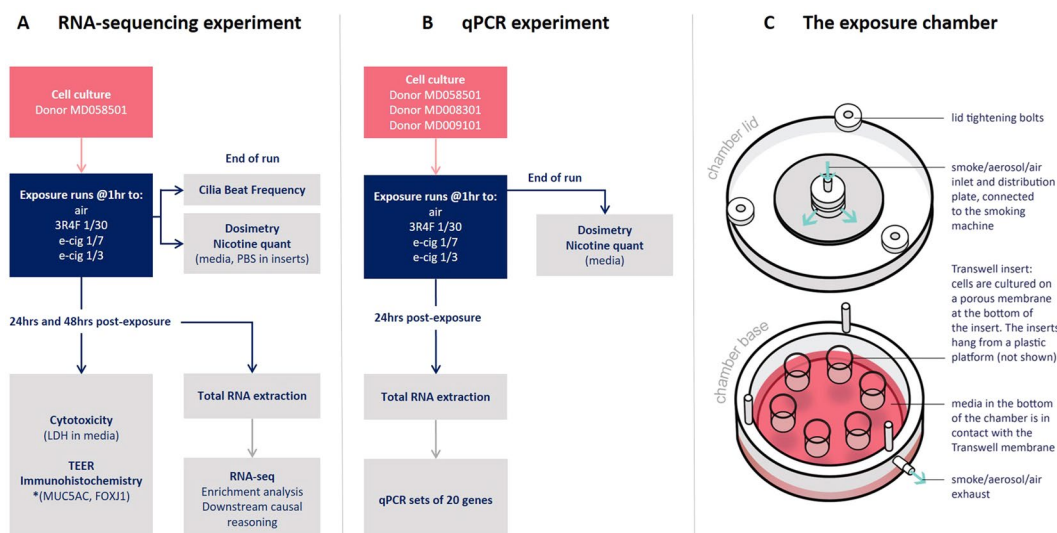 A RNA-sequencing experiment
Cell culture
Donor MD058501
End of run
Exposure runs @1hr to:
air
3R4F 1/30
e-cig 1/7
e-cig 1/3
Cilia Beat Frequency
Dosimetry
Nicotine quant
(media, PBS in inserts)
24hrs and 48hrs post-exposure
Cytotoxicity
(LDH in media)
TEER
Immunohistochemistry
*(MUC5AC, FOXJ1)
Total RNA extraction
RNA-seq
Enrichment analysis
Downstream causal
reasoning
B qPCR experiment
Cell culture
Donor MD058501
Donor MD008301
Donor MD009101
Exposure runs @1hr to:
air
3R4F 1/30
e-cig 1/7
e-cig 1/3
End of run
Dosimetry
Nicotine quant
(media)
24hrs post-exposure
Total RNA extraction
qPCR sets of 20 genes
C The exposure chamber
chamber lid
lid tightening bolts
smoke/aerosol/air
inlet and distribution
plate, connected
to the smoking
machine
Transwell insert:
cells are cultured on
a porous membrane
at the bottom of
the insert. The inserts
hang from a plastic
platform (not shown)
chamber base
media in the bottom
of the chamber is in
contact with the
Transwell membrane
smoke/aerosol/air
exhaust